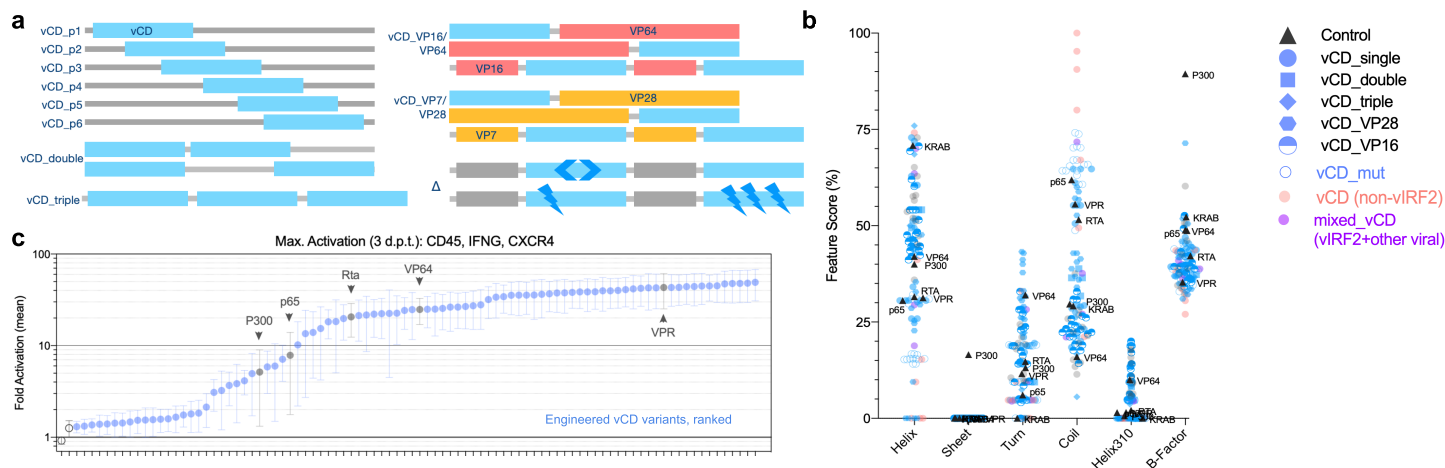 a
vCD_p1
vCD
vCD_p2
vCD_p3
vCD_p4
vCD_p5
vCD_p6
vCD_double
vCD_triple
vCD_VP16/
VP64
VP64
VP16
vCD_VP7/
VP28
VP28
VP7
Δ
b
100
75
50
25
0
Feature Score (%)
KRAB
VP64
P300
RTA
VPR
p65
P300
VPR
VP64
RTA
P300
VPR
p65
KRAB
p65
VPR
RTA
P300
KRAB
VP64
VP64
RTA
KRAB
P300
KRAB
p65
VP64
RTA
VPR
Helix
Sheet
Turn
Coil
Helix310
B-Factor
Control
vCD_single
vCD_double
vCD_triple
vCD_VP28
vCD_VP16
vCD_mut
vCD (non-vIRF2)
mixed_vCD
(vIRF2+other viral)
c
Max. Activation (3 d.p.t.): CD45, IFNG, CXCR4
Fold Activation (mean)
100
10
1
P300
p65
Rta
VP64
VPR
Engineered vCD variants, ranked